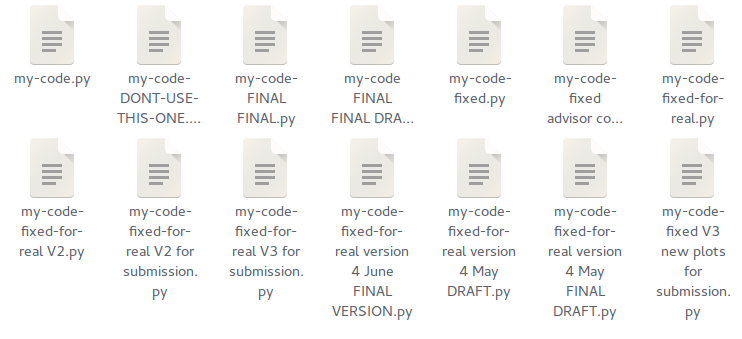 my-code.py
my-code-
DONT-USE-
THIS-ONE....
my-code-
FINAL
FINAL.py
my-code
FINAL
FINAL DRA...
my-code-
fixed.py
my-code-
fixed
advisor co...
my-code-
fixed-for-
real.py
my-code-
fixed-for-
real V2.py
my-code-
fixed-for-
real V2 for
submission.
py
my-code-
fixed-for-
real V3 for
submission.
py
my-code-
fixed-for-
real version
4 June
FINAL
VERSION.py
my-code-
fixed-for-
real version
4 May
DRAFT.py
my-code-
fixed-for-
real version
4 May
FINAL
DRAFT.py
my-code-
fixed V3
new plots
for
submission.
py